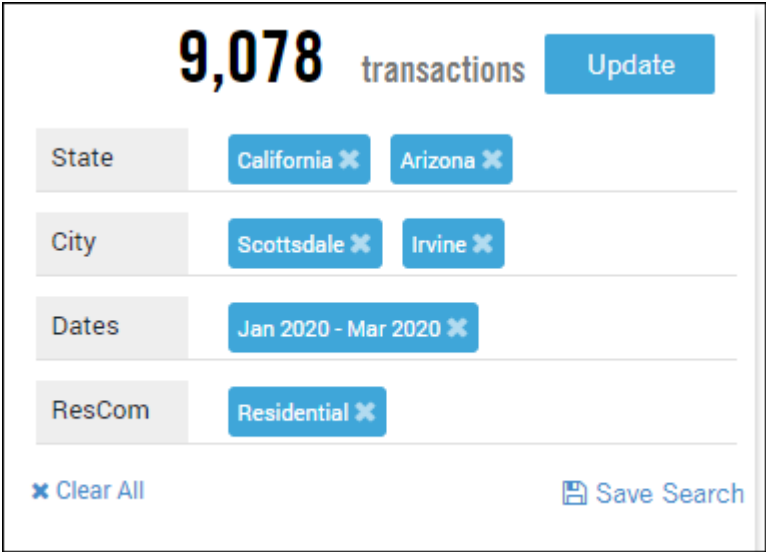 9,078 transactions Update
State California ✖ Arizona ✖
City Scottsdale ✖ Irvine ✖
Dates Jan 2020 - Mar 2020 ✖
ResCom Residential ✖
✖ Clear All Save Search